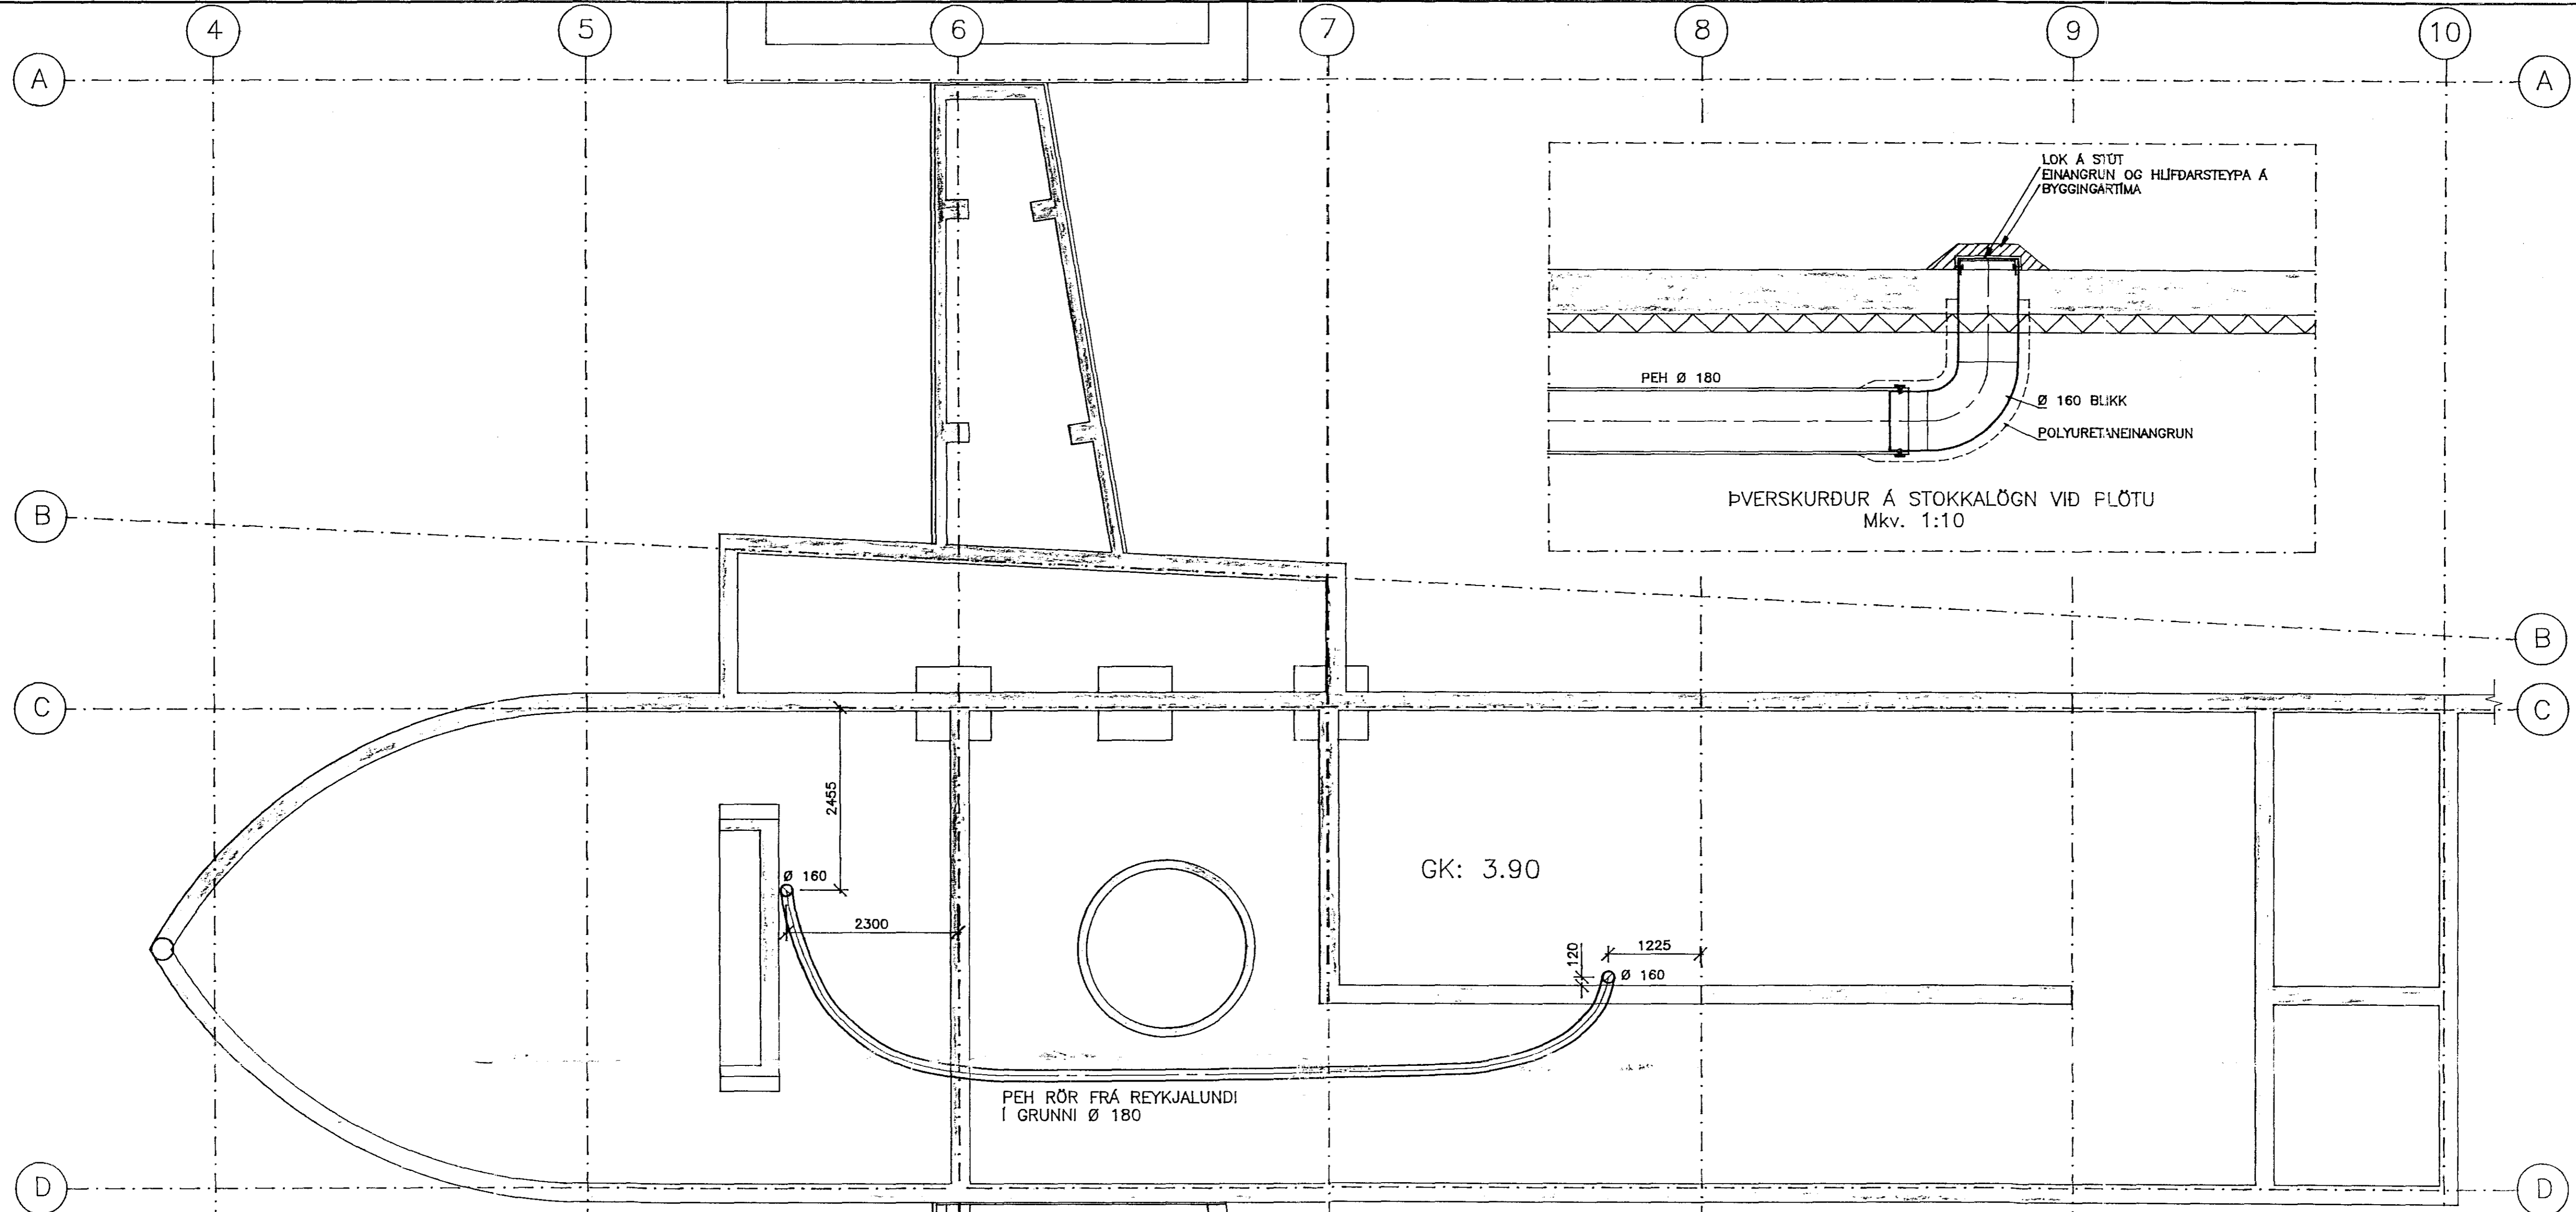 4
5
6
7
8
9
10
A
A
LOK Á STÚT
EINANGRUN OG HLÍFÐARSTEYPA Á
BYGGINGARTÍMA
PEH Ø 180
Ø 160 BLIKK
POLYURETANEINANGRUN
ÞVERSKURÐUR Á STOKKALÖGN VIÐ PLÖTU
Mkv. 1:10
B
B
C
C
2455
Ø 160
2300
GK: 3.90
120
1225
Ø 160
PEH RÖR FRÁ REYKJALUNDI
Í GRUNNI Ø 180
D
D